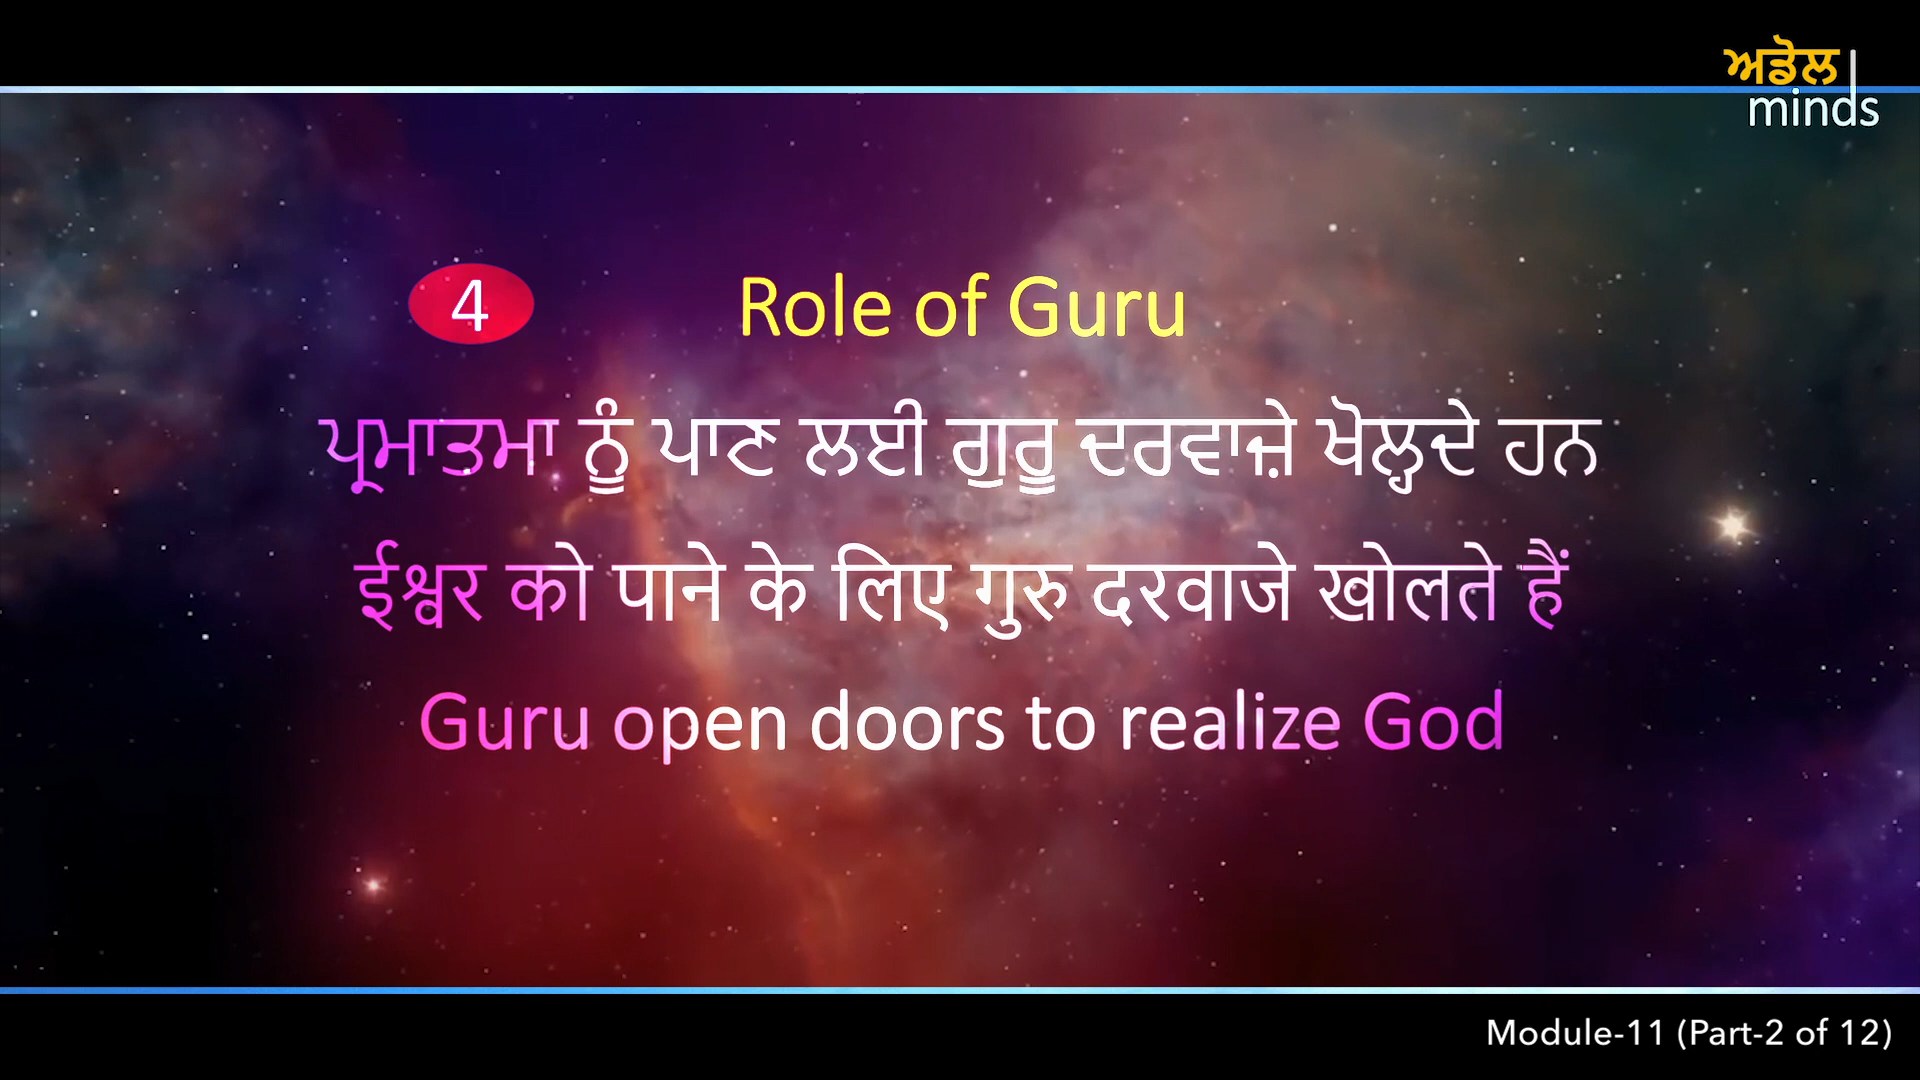 ਅਡੋਲ
minds
4 Role of Guru
ਪ੍ਰਮਾਤਮਾ ਨੂੰ ਪਾਣ ਲਈ ਗੁਰੂ ਦਰਵਾਜ਼ੇ ਖੋਲ੍ਹਦੇ ਹਨ
ईश्वर को पाने के लिए गुरु दरवाजे खोलते हैं
Guru open doors to realize God
Module-11 (Part-2 of 12)